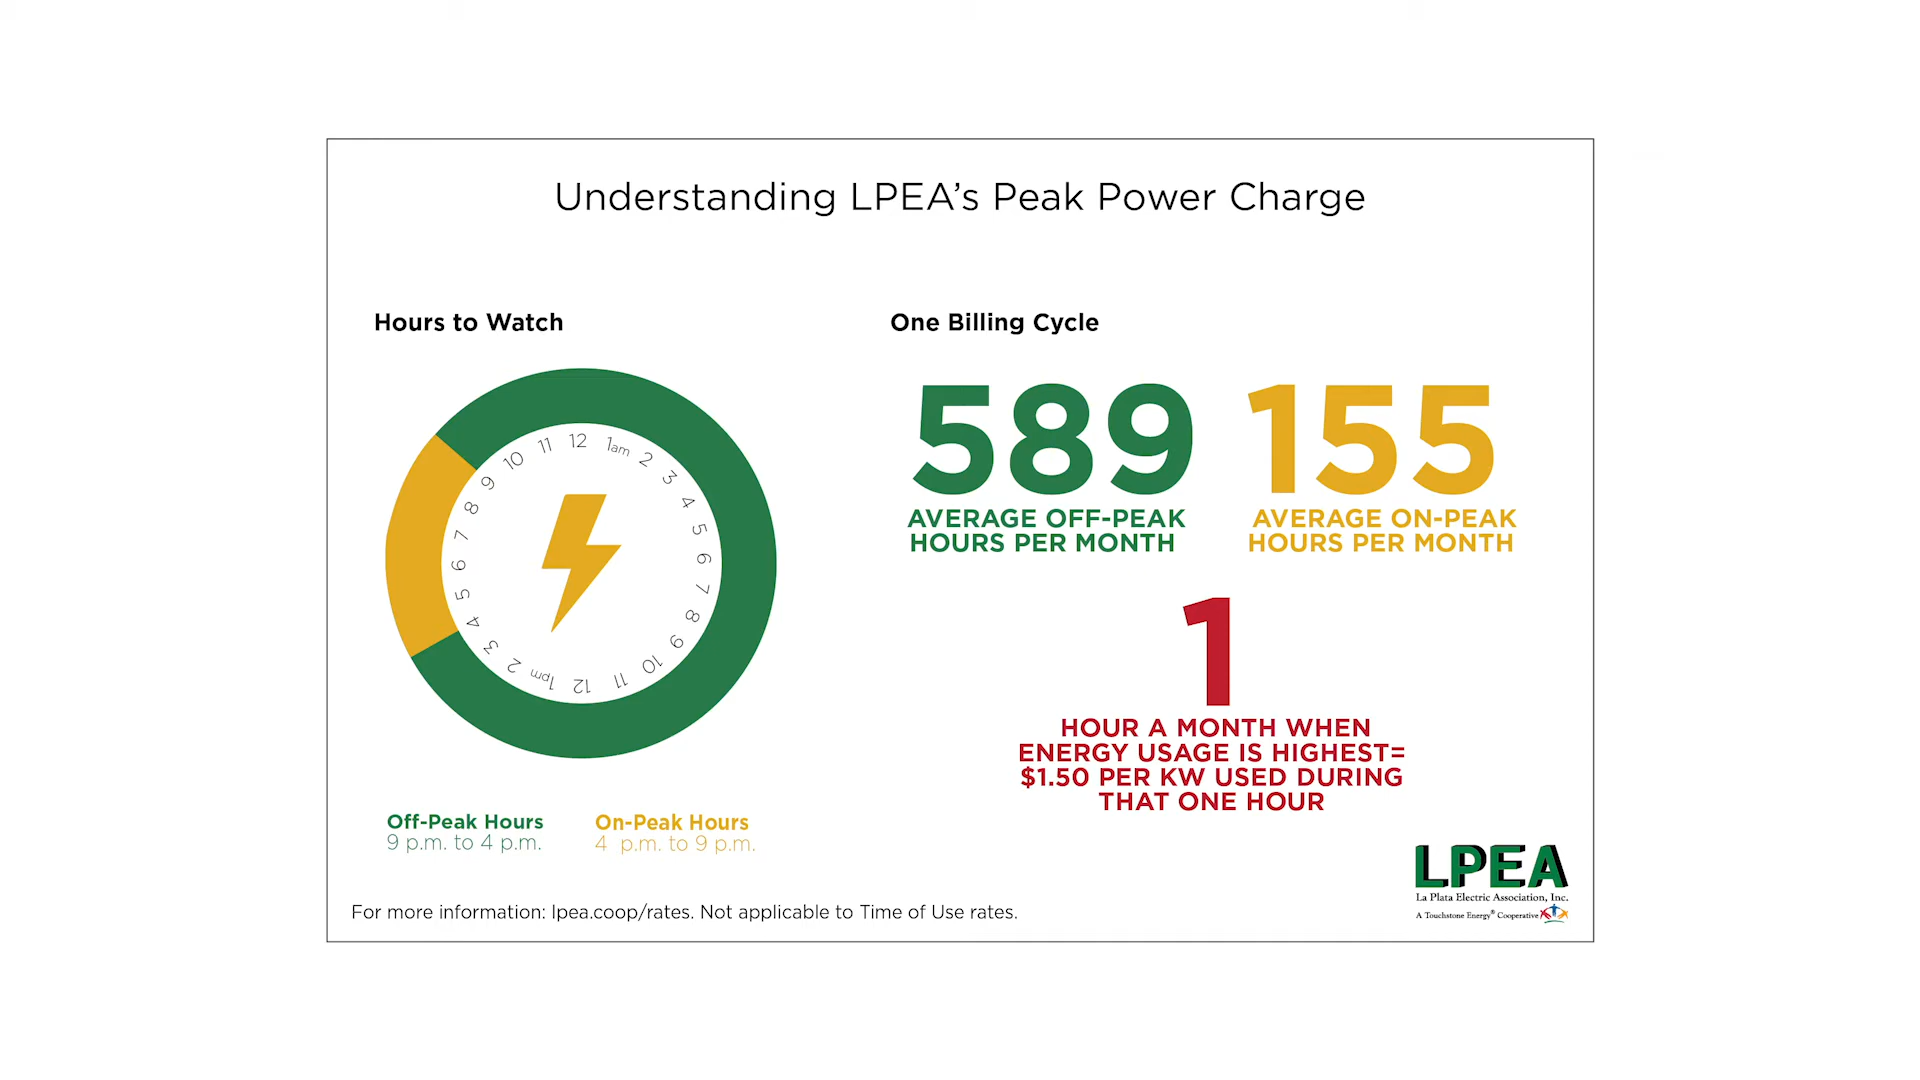 Understanding LPEA's Peak Power Charge
Hours to Watch
12
1am
2
3
4
5
6
7
8
9
10
11
12
1pm
2
3
4
5
6
7
8
9
10
11
Off-Peak Hours
9 p.m. to 4 p.m.
On-Peak Hours
4 p.m. to 9 p.m.
One Billing Cycle
589
AVERAGE OFF-PEAK
HOURS PER MONTH
155
AVERAGE ON-PEAK
HOURS PER MONTH
1
HOUR A MONTH WHEN
ENERGY USAGE IS HIGHEST=
$1.50 PER KW USED DURING
THAT ONE HOUR
For more information: lpea.coop/rates. Not applicable to Time of Use rates.
LPEA
La Plata Electric Association, Inc.
A Touchstone Energy® Cooperative